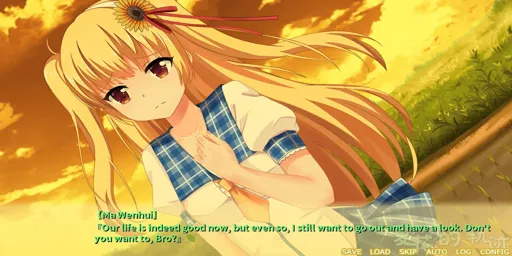 【Ma Wenhui】
『Our life is indeed good now, but even so, I still want to go out and have a look. Don't
you want to, Bro?』
SAVE LOAD SKIP AUTO LOG CONFIG